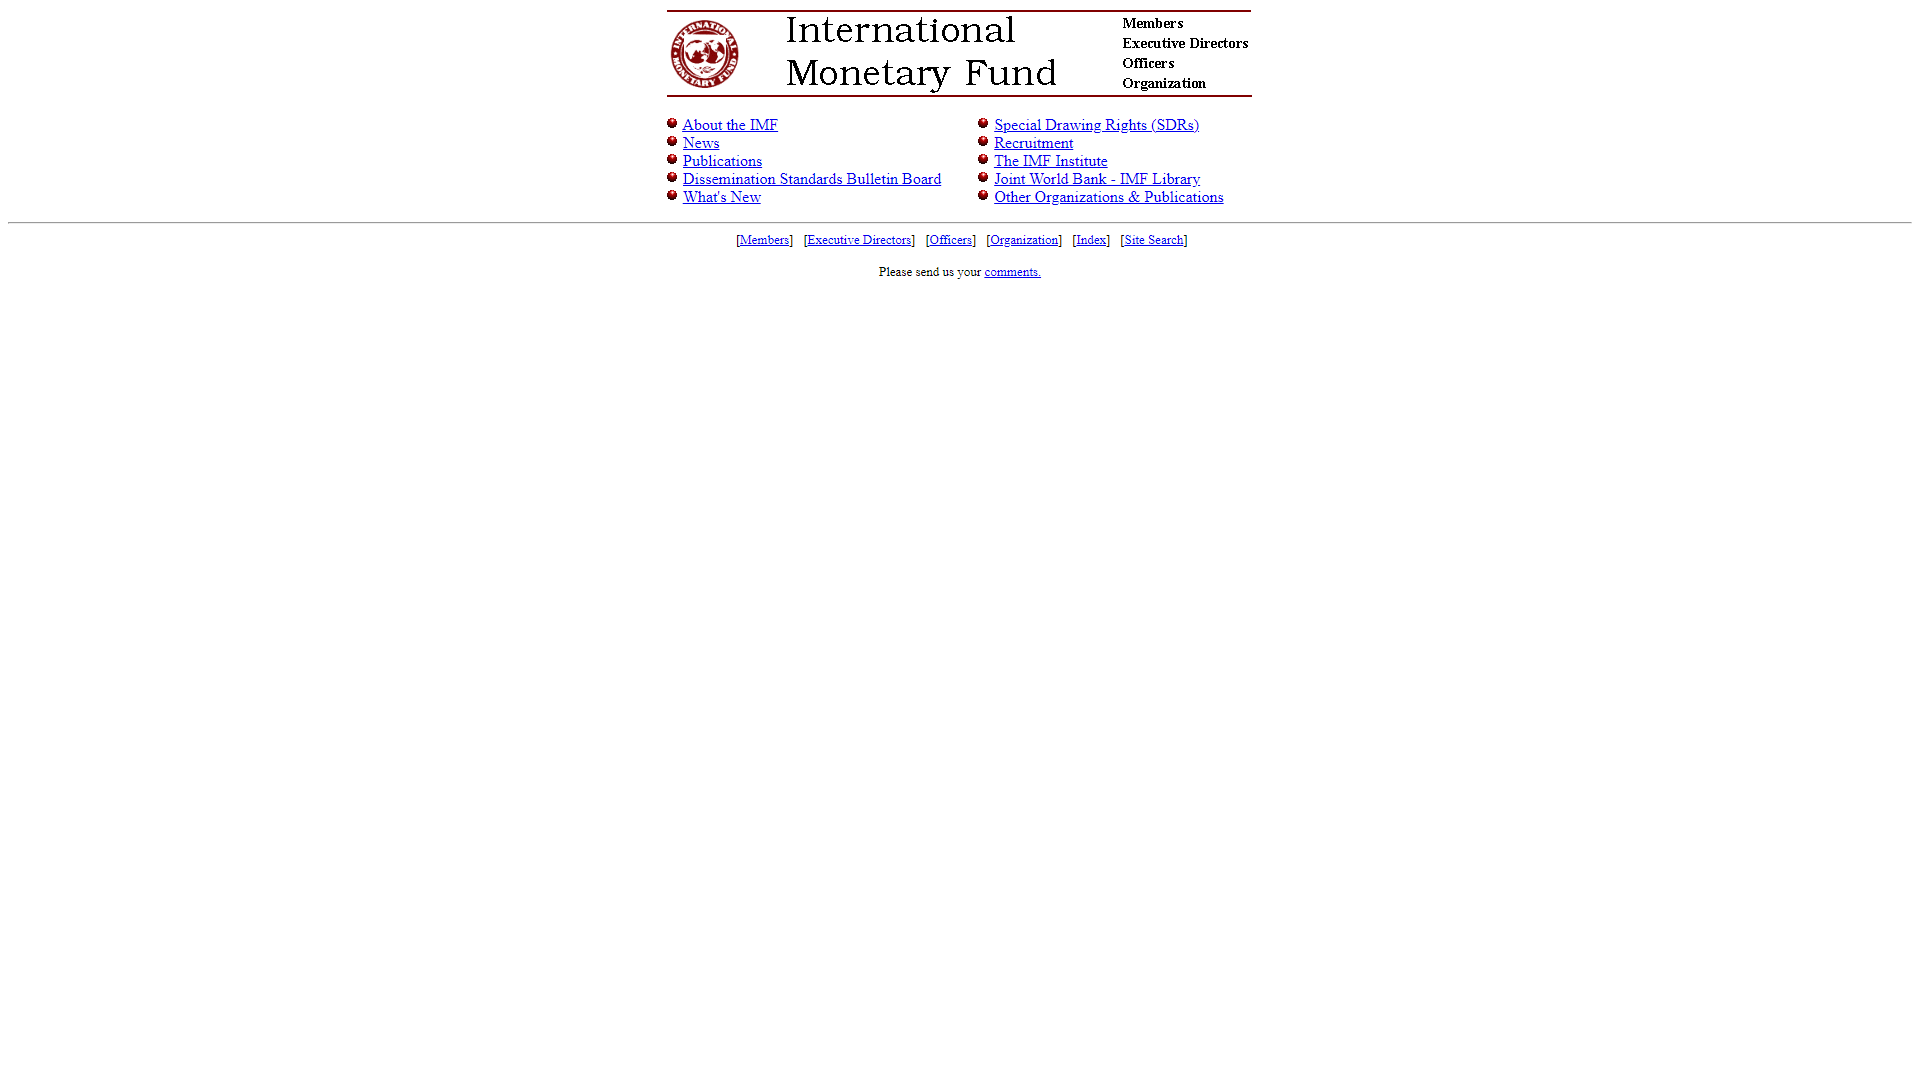 INTERNATIONAL MONETARY FUND
International
Monetary Fund
Members
Executive Directors
Officers
Organization
About the IMF
News
Publications
Dissemination Standards Bulletin Board
What's New
Special Drawing Rights (SDRs)
Recruitment
The IMF Institute
Joint World Bank - IMF Library
Other Organizations & Publications
[Members] [Executive Directors] [Officers] [Organization] [Index] [Site Search]
Please send us your comments.